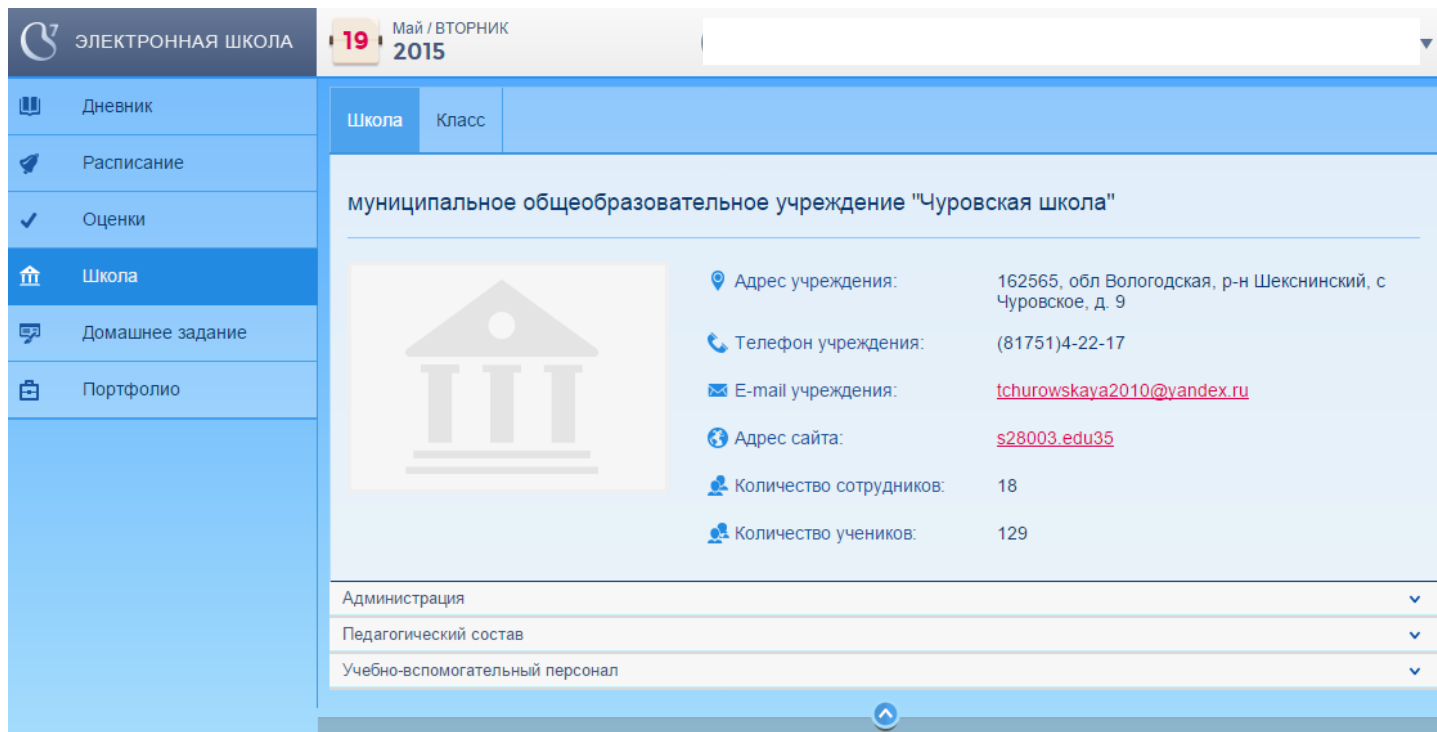 ЭЛЕКТРОННАЯ ШКОЛА
19
Май / ВТОРНИК
2015
Дневник
Расписание
Оценки
Школа
Домашнее задание
Портфолио
Школа
Класс
муниципальное общеобразовательное учреждение "Чуровская школа"
Адрес учреждения:
162565, обл Вологодская, р-н Шекснинский, с
Чуровское, д. 9
Телефон учреждения:
(81751)4-22-17
E-mail учреждения:
tchurowskaya2010@yandex.ru
Адрес сайта:
s28003.edu35
Количество сотрудников:
18
Количество учеников:
129
Администрация
Педагогический состав
Учебно-вспомогательный персонал